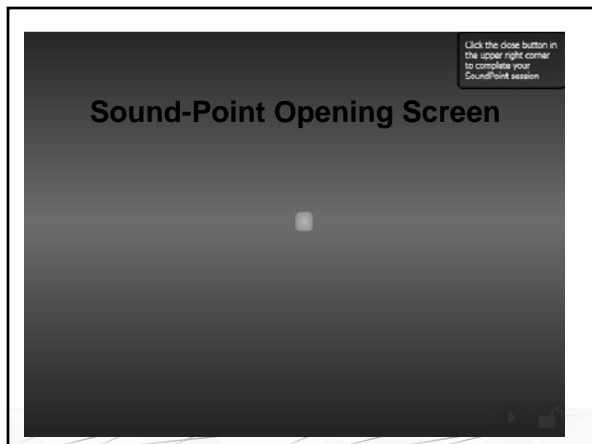 Click the close button in
the upper right corner
to complete your
SoundPoint session
Sound-Point Opening Screen